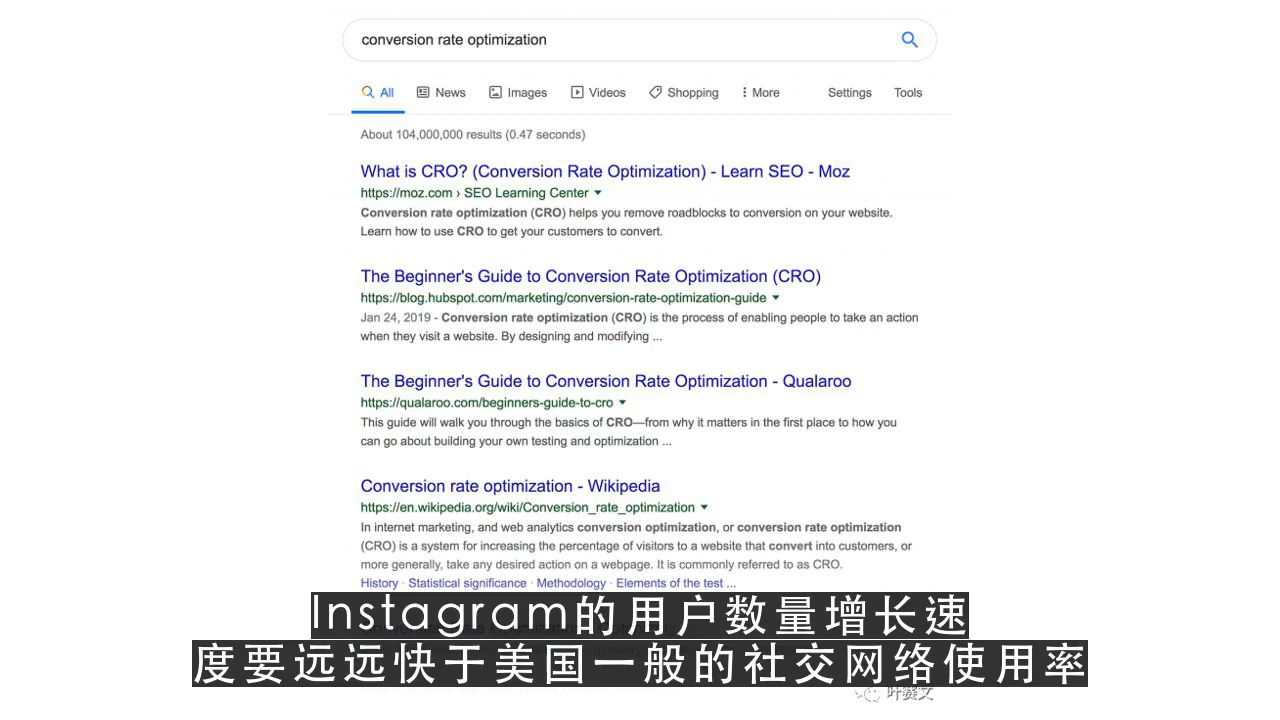 conversion rate optimization
All News Images Videos Shopping More Settings Tools
About 104,000,000 results (0.47 seconds)
What is CRO? (Conversion Rate Optimization) - Learn SEO - Moz
https://moz.com › SEO Learning Center
Conversion rate optimization (CRO) helps you remove roadblocks to conversion on your website.
Learn how to use CRO to get your customers to convert.
The Beginner's Guide to Conversion Rate Optimization (CRO)
https://blog.hubspot.com/marketing/conversion-rate-optimization-guide
Jan 24, 2019 - Conversion rate optimization (CRO) is the process of enabling people to take an action
when they visit a website. By designing and modifying ...
The Beginner's Guide to Conversion Rate Optimization - Qualaroo
https://qualaroo.com/beginners-guide-to-cro
This guide will walk you through the basics of CRO—from why it matters in the first place to how you
can go about building your own testing and optimization ...
Conversion rate optimization - Wikipedia
https://en.wikipedia.org/wiki/Conversion_rate_optimization
In internet marketing, and web analytics conversion optimization, or conversion rate optimization
(CRO) is a system for increasing the percentage of visitors to a website that convert into customers, or
more generally, take any desired action on a webpage. It is commonly referred to as CRO.
History · Statistical significance · Methodology · Elements of the test ...
Instagram的用户数量增长速
度要远远快于美国一般的社交网络使用率
叶赛文